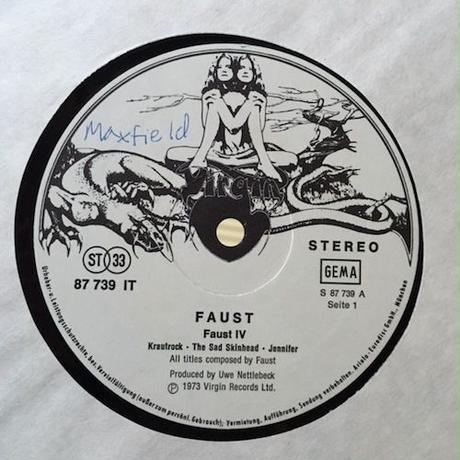 Maxfield
Virgin
ST 33
87 739 IT
STEREO
GEMA
S 87 739 A
Seite 1
FAUST
Faust IV
Krautrock · The Sad Skinhead · Jennifer
All titles composed by Faust
Produced by Uwe Nettlebeck
Ⓟ 1973 Virgin Records Ltd.
Urheber- u. Leistungsschutzrechte, bes. Vervielfältigung (außer zum persönl. Gebrauch); Vermietung, Aufführung, Sendung vorbehalten. Ariola-Eurodisc GmbH, München